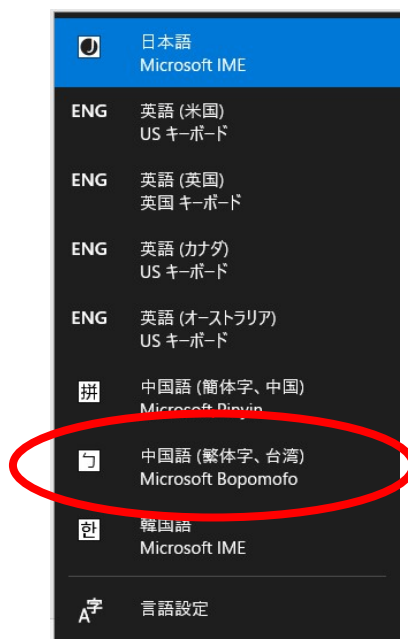 日本語
Microsoft IME
ENG 英語 (米国)
US キーボード
ENG 英語 (英国)
英国 キーボード
ENG 英語 (カナダ)
US キーボード
ENG 英語 (オーストラリア)
US キーボード
拼 中国語 (簡体字、中国)
Microsoft Pinyin
ㄅ 中国語 (繁体字、台湾)
Microsoft Bopomofo
한 韓国語
Microsoft IME
A字 言語設定